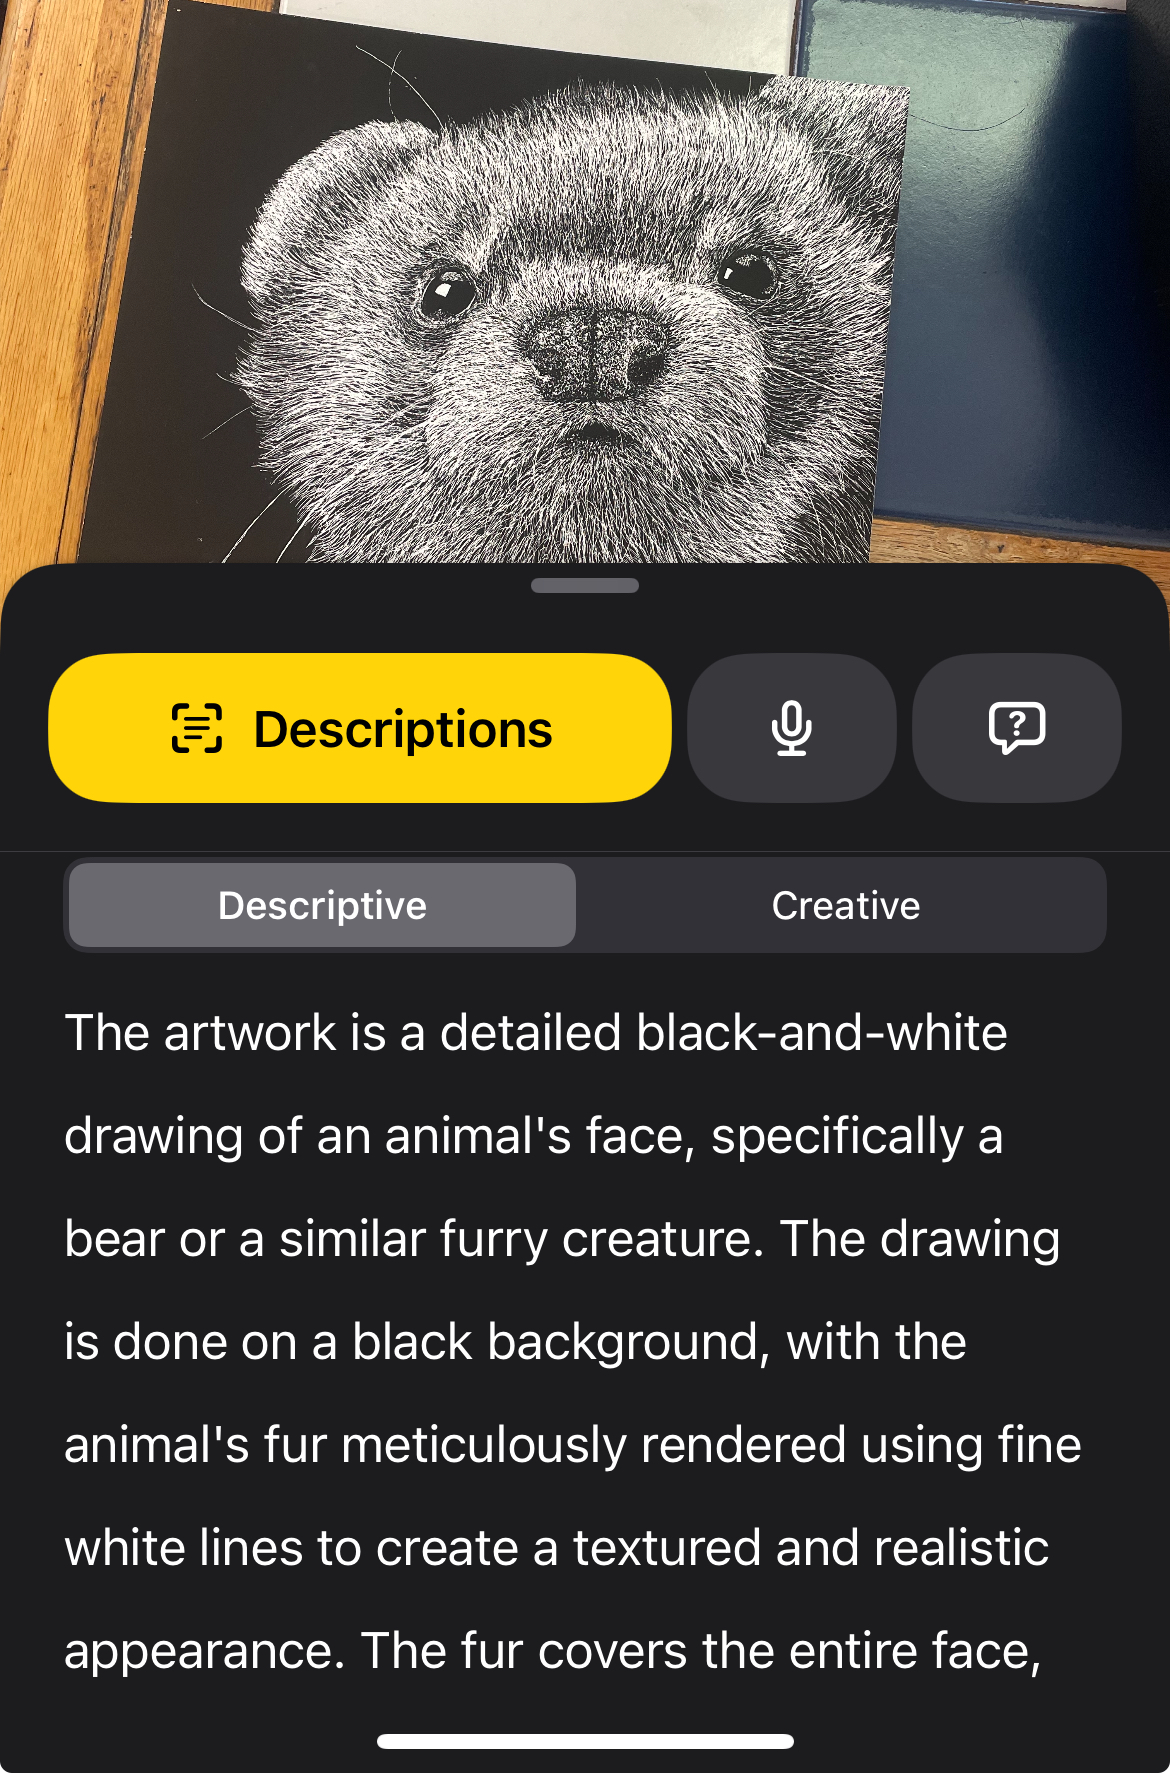 Descriptions
Descriptive
Creative
The artwork is a detailed black-and-white
drawing of an animal's face, specifically a
bear or a similar furry creature. The drawing
is done on a black background, with the
animal's fur meticulously rendered using fine
white lines to create a textured and realistic
appearance. The fur covers the entire face,